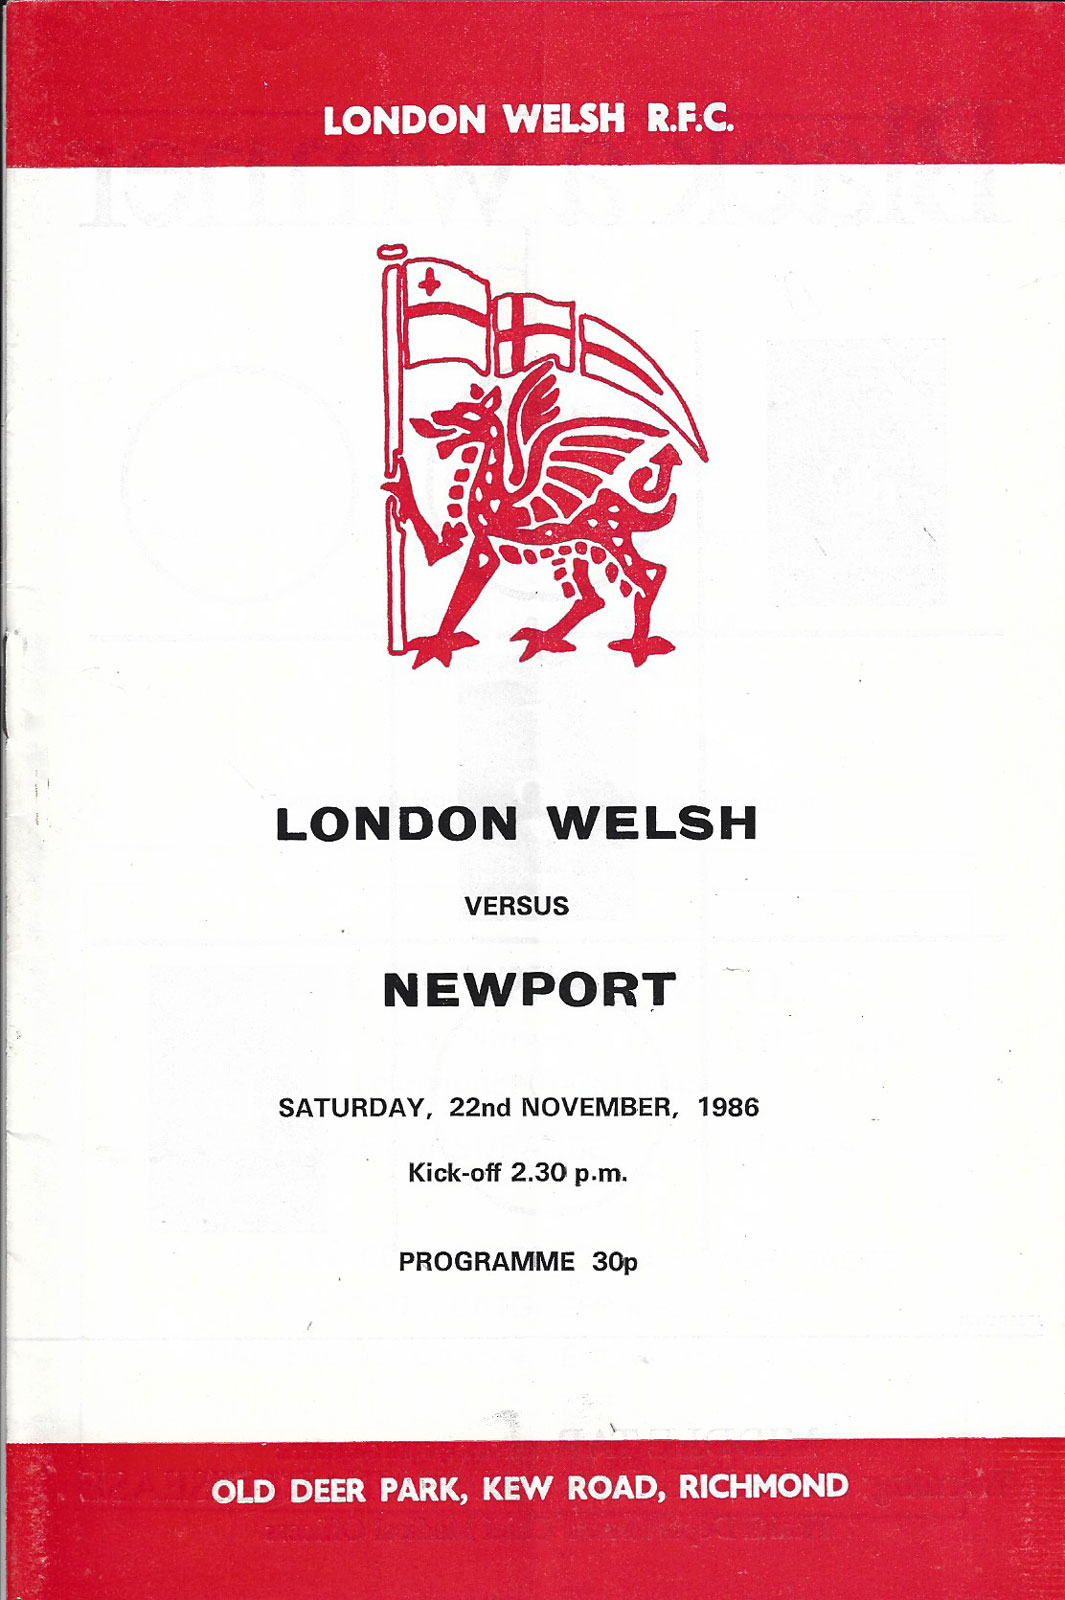 LONDON WELSH R.F.C.
LONDON WELSH
VERSUS
NEWPORT
SATURDAY, 22nd NOVEMBER, 1986
Kick-off 2.30 p.m.
PROGRAMME 30p
OLD DEER PARK, KEW ROAD, RICHMOND